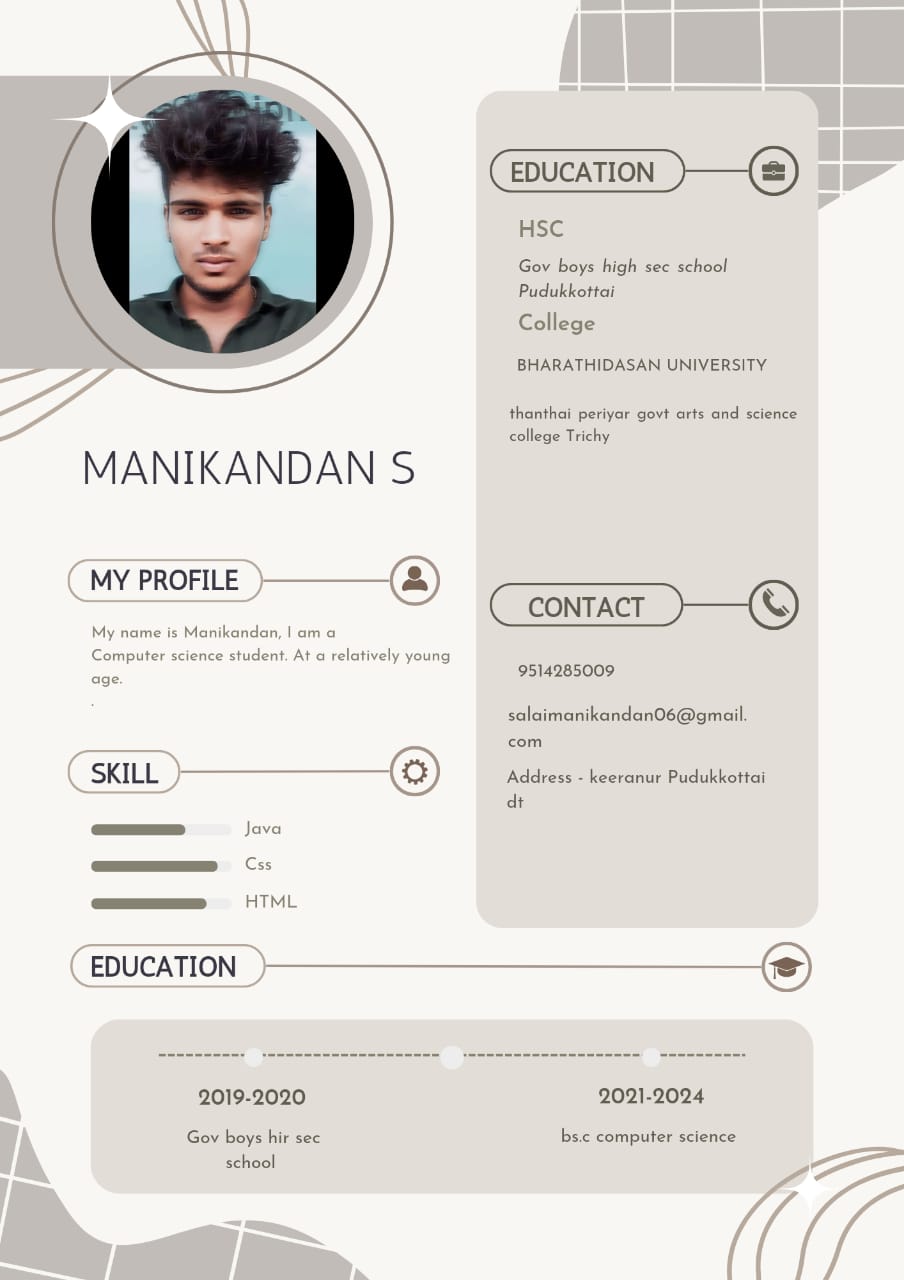 MANIKANDAN S
MY PROFILE
My name is Manikandan, I am a
Computer science student. At a relatively young
age.
.
SKILL
Java
Css
HTML
EDUCATION
HSC
Gov boys high sec school
Pudukkottai
College
BHARATHIDASAN UNIVERSITY
thanthai periyar govt arts and science
college Trichy
CONTACT
9514285009
salaimanikandan06@gmail.
com
Address - keeranur Pudukkottai
dt
EDUCATION
2019-2020
Gov boys hir sec
school
2021-2024
bs.c computer science